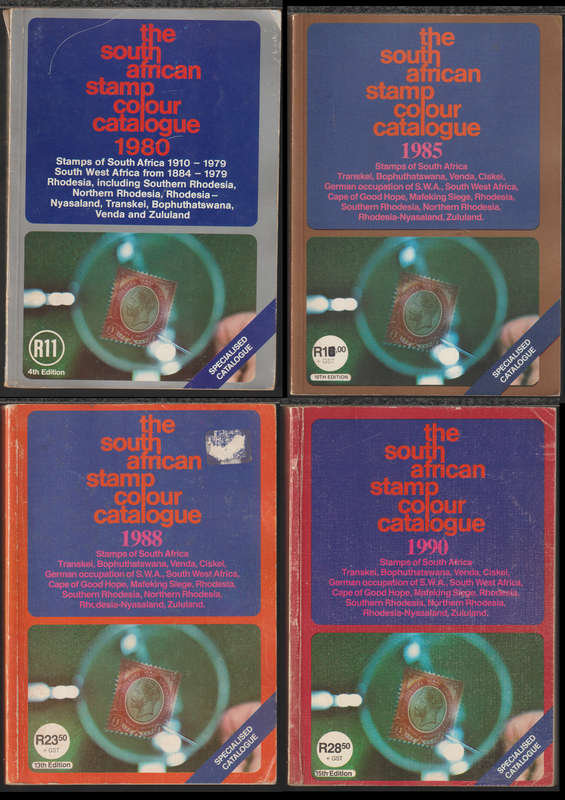 the
south
african
stamp
colour
catalogue
1980
Stamps of South Africa 1910 – 1979
South West Africa from 1884 – 1979
Rhodesia, including Southern Rhodesia,
Northern Rhodesia, Rhodesia –
Nyasaland, Transkei, Bophuthatswana,
Venda and Zululand
R11
4th Edition
SPECIALISED
CATALOGUE
the
south
african
stamp
colour
catalogue
1985
Stamps of South Africa
Transkei, Bophuthatswana, Venda, Ciskei,
German occupation of S.W.A., South West Africa,
Cape of Good Hope, Mafeking Siege, Rhodesia,
Southern Rhodesia, Northern Rhodesia,
Rhodesia-Nyasaland, Zululand.
+ GST
10TH EDITION
SPECIALISED
CATALOGUE
the
south
african
stamp
colour
catalogue
1988
Stamps of South Africa
Transkei, Bophuthatswana, Venda, Ciskei,
German occupation of S.W.A., South West Africa,
Cape of Good Hope, Mafeking Siege, Rhodesia,
Southern Rhodesia, Northern Rhodesia,
Rhodesia-Nyasaland, Zululand.
R2350
+ GST
13th Edition
SPECIALISED
CATALOGUE
the
south
african
stamp
colour
catalogue
1990
Stamps of South Africa
Transkei, Bophuthatswana, Venda, Ciskei,
German occupation of S.W.A., South West Africa,
Cape of Good Hope, Mafeking Siege, Rhodesia,
Southern Rhodesia, Northern Rhodesia,
Rhodesia-Nyasaland, Zululand.
R2850
+ GST
15th Edition
SPECIALISED
CATALOGUE